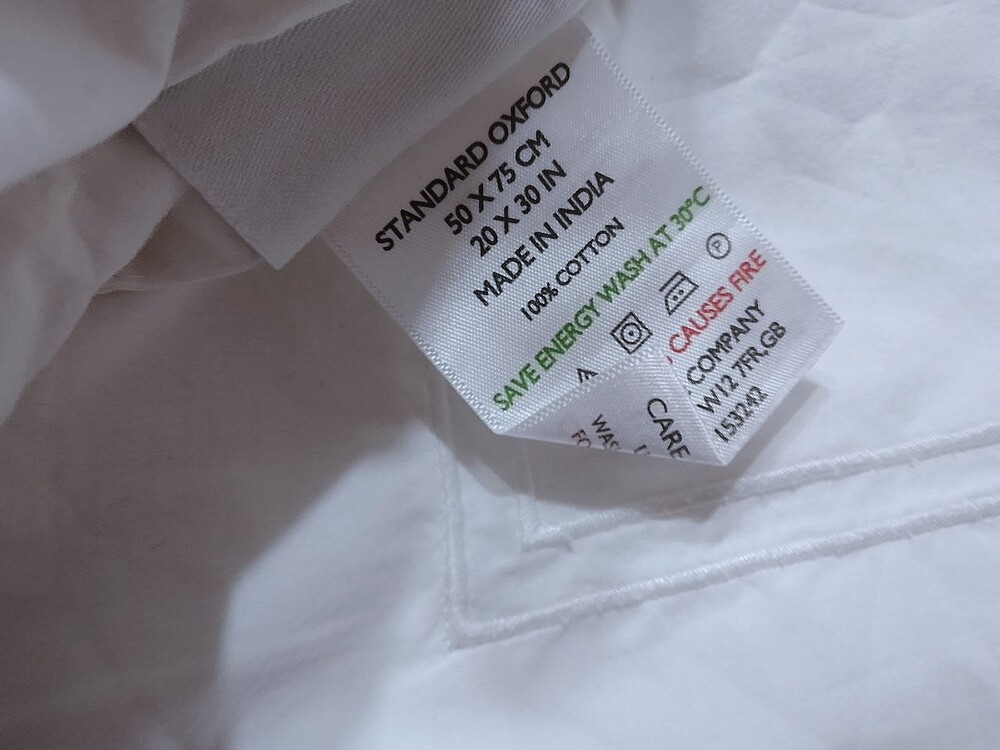 STANDARD OXFORD
50 X 75 CM
20 X 30 IN
MADE IN INDIA
100% COTTON
SAVE ENERGY WASH AT 30°C
P
CAUSES FIRE
COMPANY
W12 7FR,GB
153242
CARE